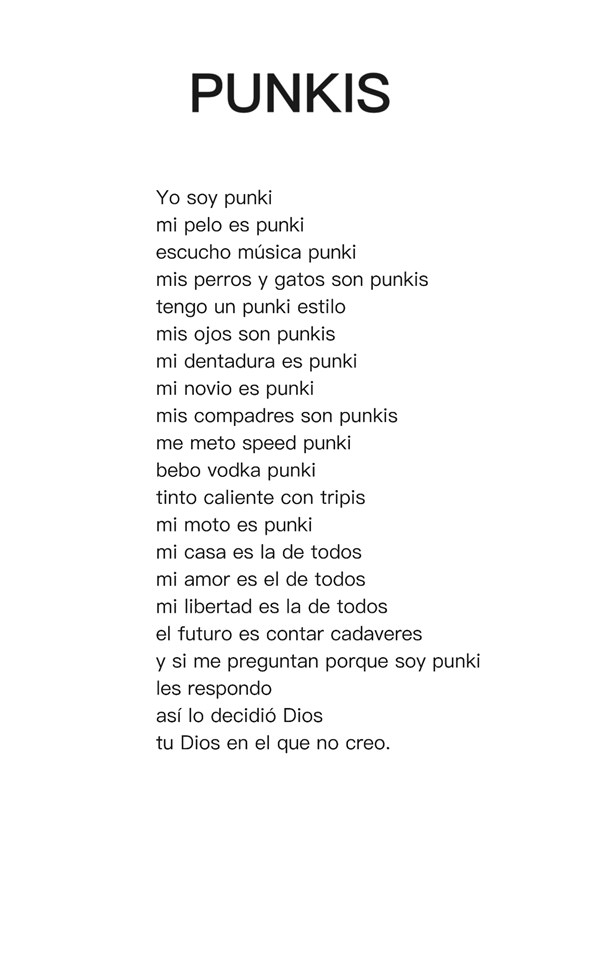 PUNKIS
Yo soy punki
mi pelo es punki
escucho música punki
mis perros y gatos son punkis
tengo un punki estilo
mis ojos son punkis
mi dentadura es punki
mi novio es punki
mis compadres son punkis
me meto speed punki
bebo vodka punki
tinto caliente con tripis
mi moto es punki
mi casa es la de todos
mi amor es el de todos
mi libertad es la de todos
el futuro es contar cadaveres
y si me preguntan porque soy punki
les respondo
así lo decidió Dios
tu Dios en el que no creo.